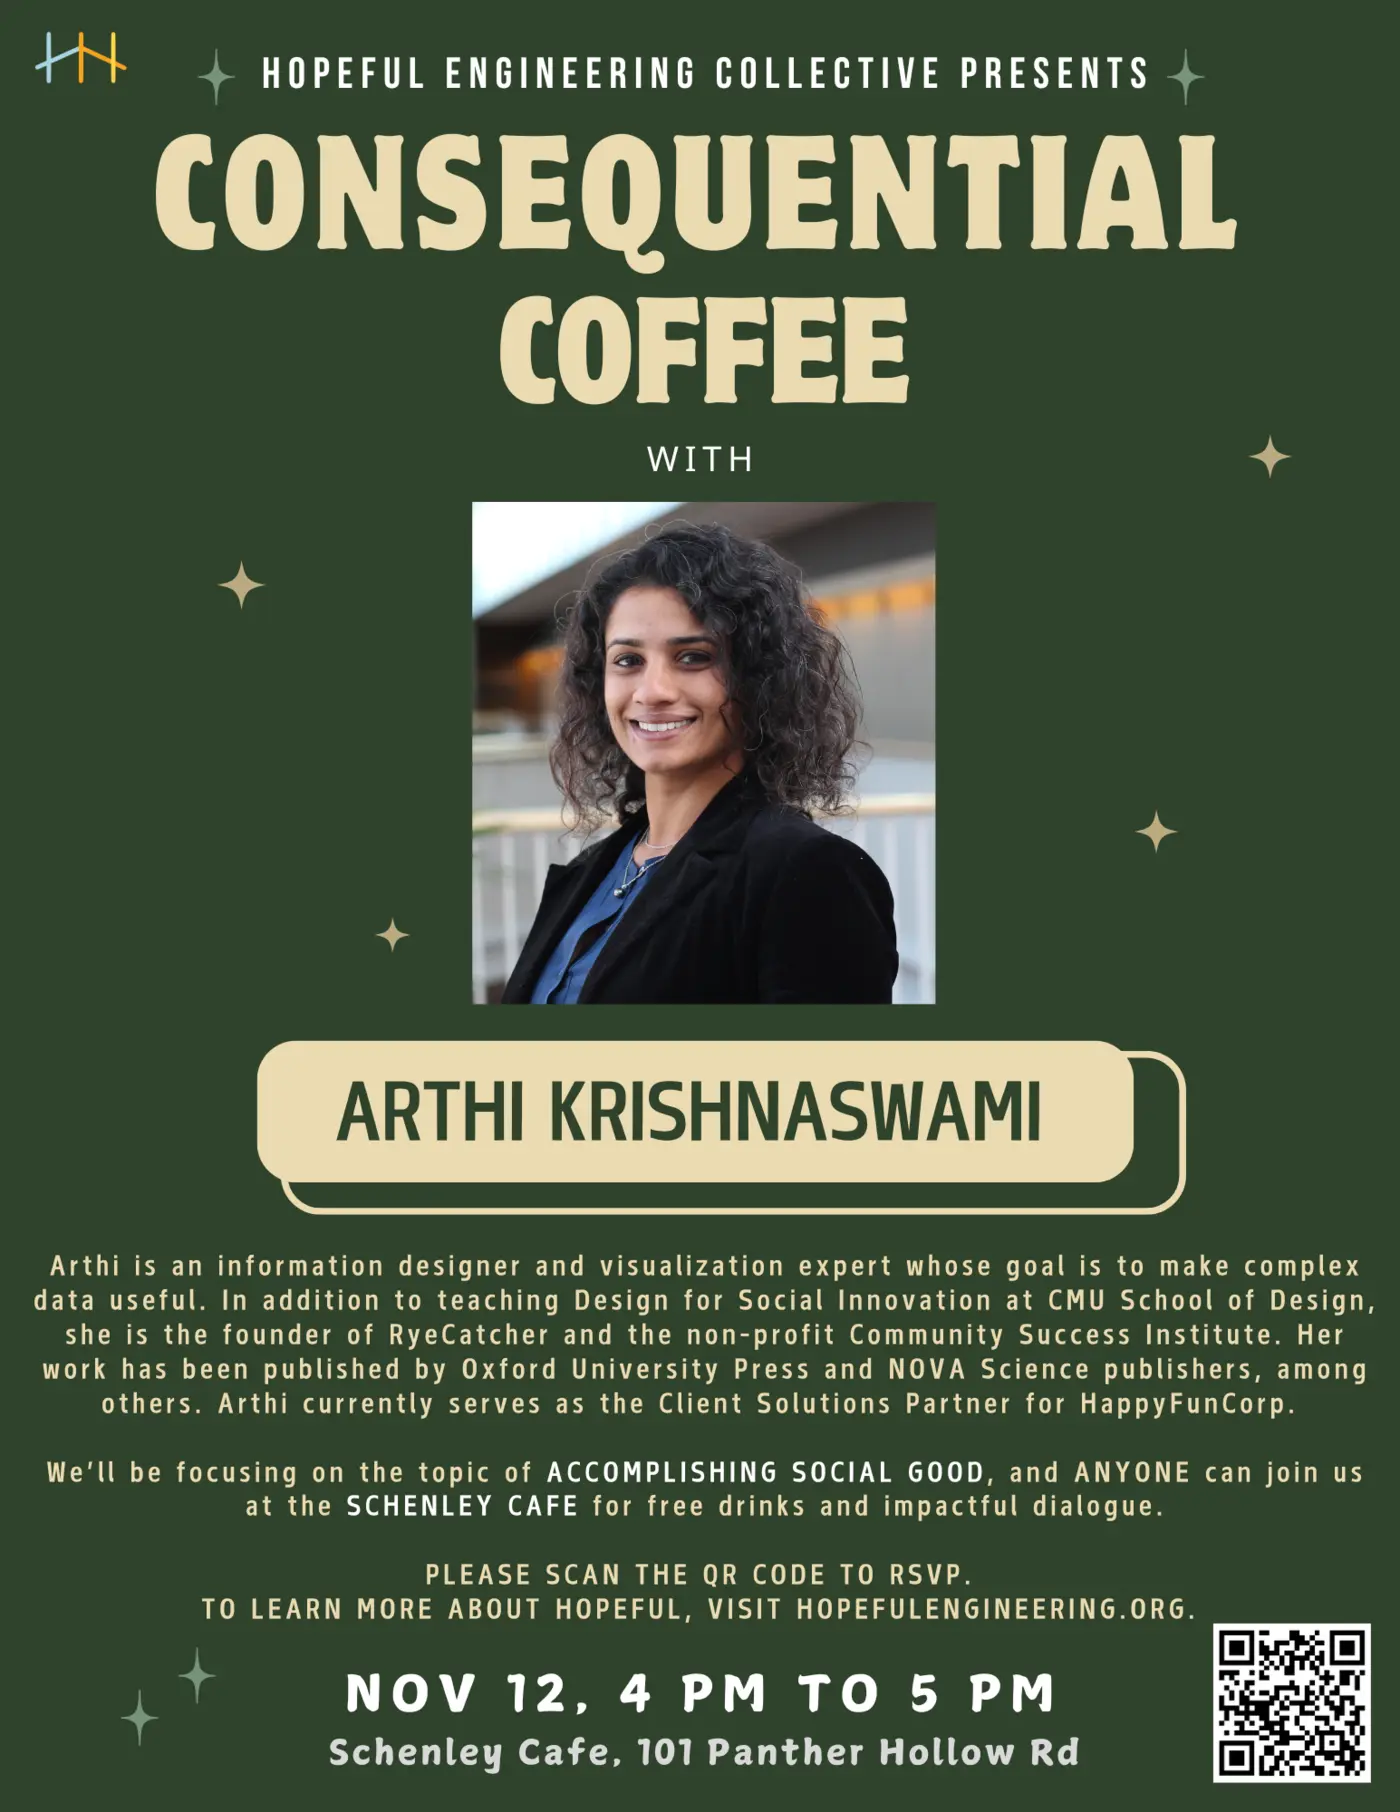 HOPEFUL ENGINEERING COLLECTIVE PRESENTS
CONSEQUENTIAL
COFFEE
WITH
ARTHI KRISHNASWAMI
Arthi is an information designer and visualization expert whose goal is to make complex
data useful. In addition to teaching Design for Social Innovation at CMU School of Design,
she is the founder of RyeCatcher and the non-profit Community Success Institute. Her
work has been published by Oxford University Press and NOVA Science publishers, among
others. Arthi currently serves as the Client Solutions Partner for HappyFunCorp.
We'll be focusing on the topic of ACCOMPLISHING SOCIAL GOOD, and ANYONE can join us
at the SCHENLEY CAFE for free drinks and impactful dialogue.
PLEASE SCAN THE QR CODE TO RSVP.
TO LEARN MORE ABOUT HOPEFUL, VISIT HOPEFULENGINEERING.ORG.
NOV 12, 4 PM TO 5 PM
Schenley Cafe, 101 Panther Hollow Rd